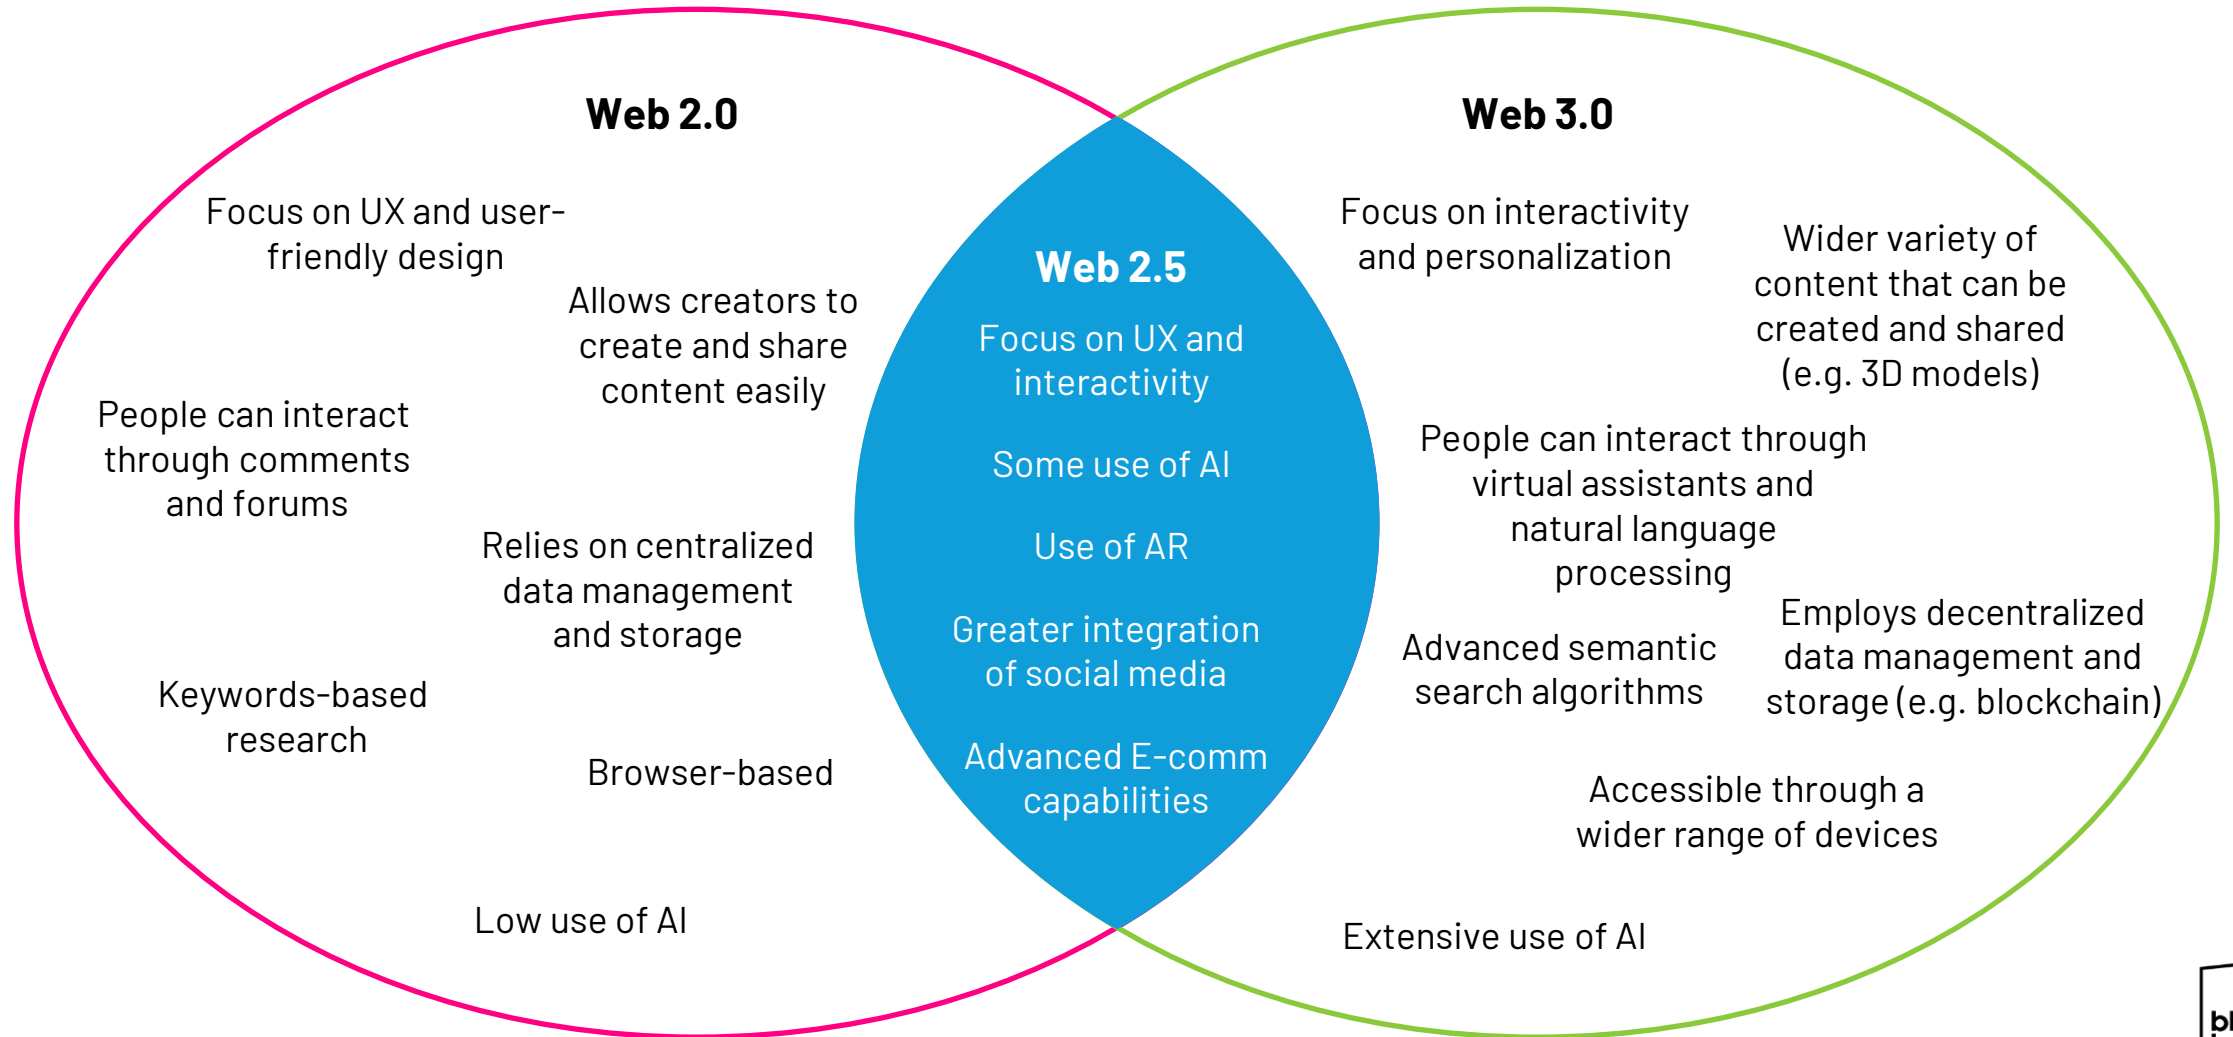 Web 2.0
Focus on UX and user-
friendly design
Allows creators to
create and share
content easily
People can interact
through comments
and forums
Relies on centralized
data management
and storage
Keywords-based
research
Browser-based
Low use of AI
Web 2.5
Focus on UX and
interactivity
Some use of AI
Use of AR
Greater integration
of social media
Advanced E-comm
capabilities
Web 3.0
Focus on interactivity
and personalization
Wider variety of
content that can be
created and shared
(e.g. 3D models)
People can interact through
virtual assistants and
natural language
processing
Advanced semantic
search algorithms
Employs decentralized
data management and
storage (e.g. blockchain)
Accessible through a
wider range of devices
Extensive use of AI